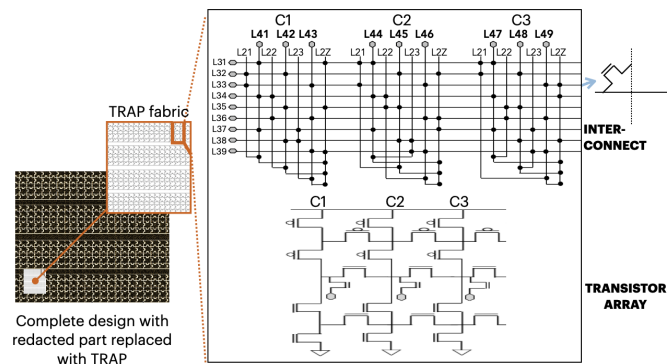 C1 C2 C3
L41 L42 L43 L44 L45 L46 L47 L48 L49
L21 L22 L23 L2Z L21 L22 L23 L2Z L21 L22 L23 L2Z
L31
L32
L33
L34
L35
L36
L37
L38
L39
INTER-
CONNECT
TRAP fabric
C1 C2 C3
TRANSISTOR
ARRAY
Complete design with
redacted part replaced
with TRAP